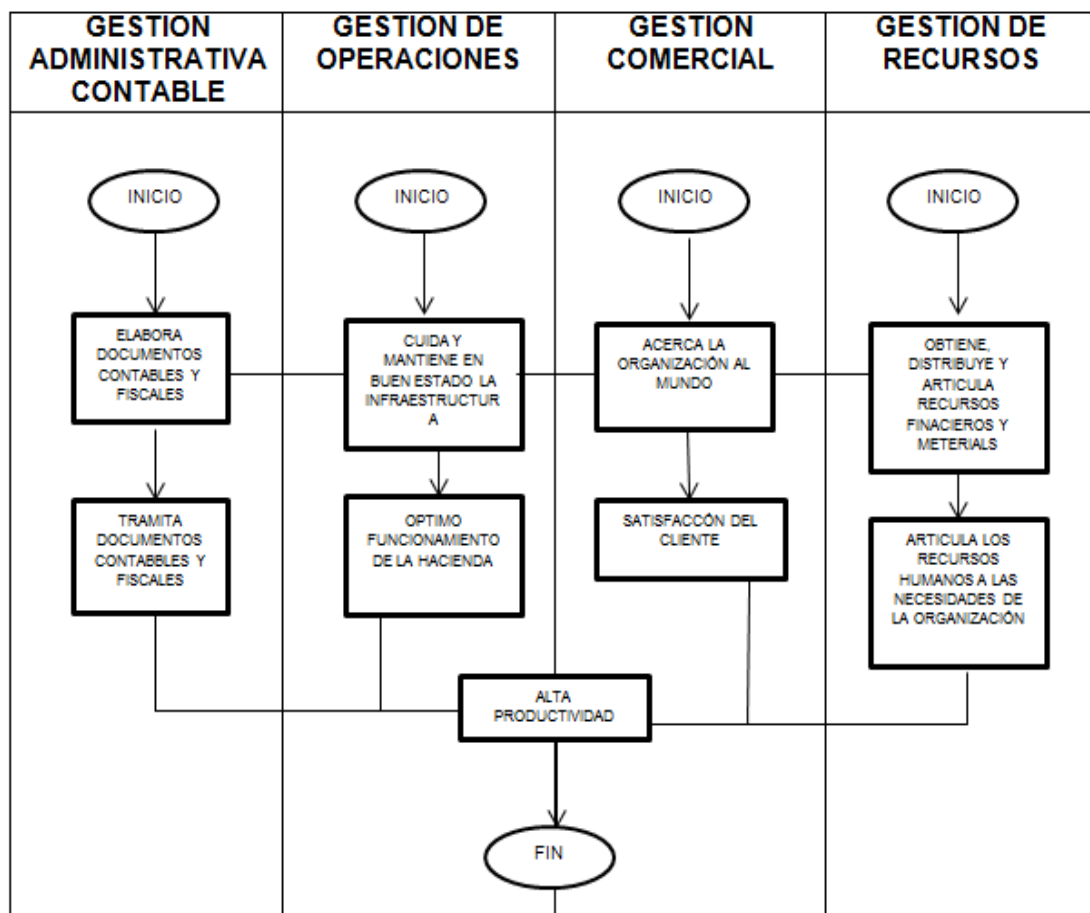 GESTION
ADMINISTRATIVA
CONTABLE
GESTION DE
OPERACIONES
GESTION
COMERCIAL
GESTION DE
RECURSOS
INICIO
INICIO
INICIO
INICIO
ELABORA
DOCUMENTOS
CONTABLES Y
FISCALES
CUIDA Y
MANTIENE EN
BUEN ESTADO LA
INFRAESTRUCTUR
A
ACERCA LA
ORGANIZACIÓN AL
MUNDO
OBTIENE,
DISTRIBUYE Y
ARTICULA
RECURSOS
FINACIEROS Y
METERIALS
TRAMITA
DOCUMENTOS
CONTABBLES Y
FISCALES
OPTIMO
FUNCIONAMIENTO
DE LA HACIENDA
SATISFACCÓN DEL
CLIENTE
ARTICULA LOS
RECURSOS
HUMANOS A LAS
NECESIDADES DE
LA ORGANIZACIÓN
ALTA
PRODUCTIVIDAD
FIN